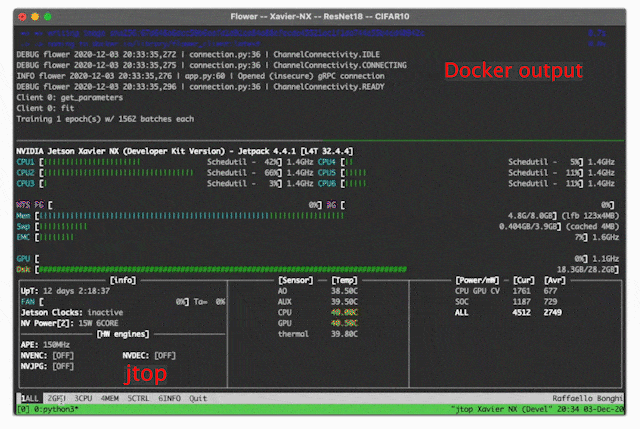 Flower -- Xavier-NX -- ResNet18 -- CIFAR10
DEBUG flower 2020-12-03 20:33:35,275 | connection.py:36 | ChannelConnectivity.IDLE
DEBUG flower 2020-12-03 20:33:35,275 | connection.py:36 | ChannelConnectivity.CONNECTING
INFO flower 2020-12-03 20:33:35,276 | app.py:60 | Opened (insecure) gRPC connection
DEBUG flower 2020-12-03 20:33:35,296 | connection.py:36 | ChannelConnectivity.READY
Client 0: get_parameters
Client 0: fit
Training 1 epoch(s) w/ 1562 batches each
Docker output
NVIDIA Jetson Xavier NX (Developer Kit Version) - Jetpack 4.4.1 [L4T 32.4.4]
CPU1 [ Schedutil - 42%] 1.4GHz CPU4 [ Schedutil - 5%] 1.4GHz
CPU2 [ Schedutil - 66%] 1.4GHz CPU5 [ Schedutil - 11%] 1.4GHz
CPU3 [ Schedutil - 3%] 1.4GHz CPU6 [ Schedutil - 11%] 1.4GHz
MTS FG [ 0%] BG [ 0%]
Mem [ 4.8G/8.0GB] (lfb 123x4MB)
Swp [ 0.404GB/3.9GB] (cached 4MB)
EMC [ 7%] 1.6GHz
GPU [ 0%] 1.1GHz
Dsk [ 18.3GB/28.2GB]
[info] [Sensor] [Temp] [Power/mW] [Cur] [Avr]
UpT: 12 days 2:18:37 AO 38.50C CPU GPU CV 1761 677
FAN [ 0%] Ta= 0% AUX 39.50C SOC 1187 729
Jetson Clocks: inactive CPU 40.00C ALL 4512 2749
NV Power[2]: 15W 6CORE GPU 40.50C
[HW engines] thermal 39.80C
APE: 150MHz
NVENC: [OFF] NVDEC: [OFF]
NVJPG: [OFF]
jtop
1ALL 2GPU 3CPU 4MEM 5CTRL 6INFO Quit Raffaello Bonghi
[0] 0:python3* "jtop Xavier NX (Devel" 20:34 03-Dec-20